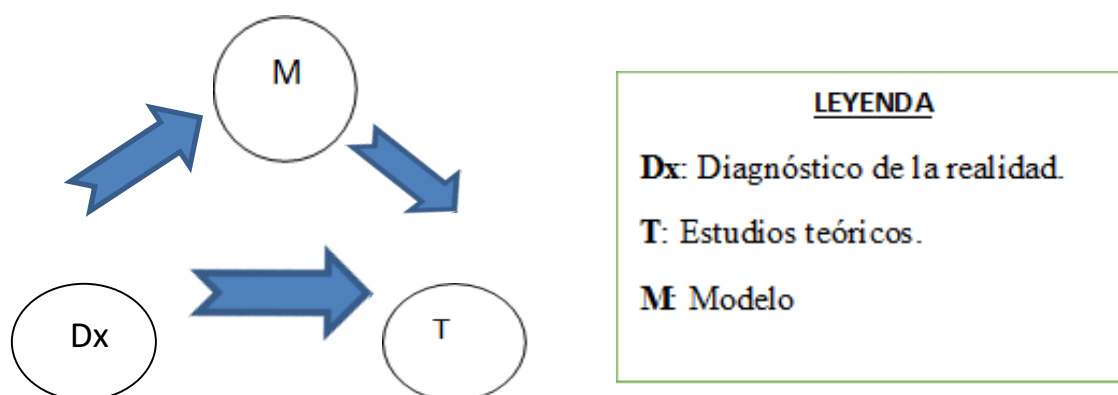 M
Dx
T
LEYENDA
Dx: Diagnóstico de la realidad.
T: Estudios teóricos.
M: Modelo